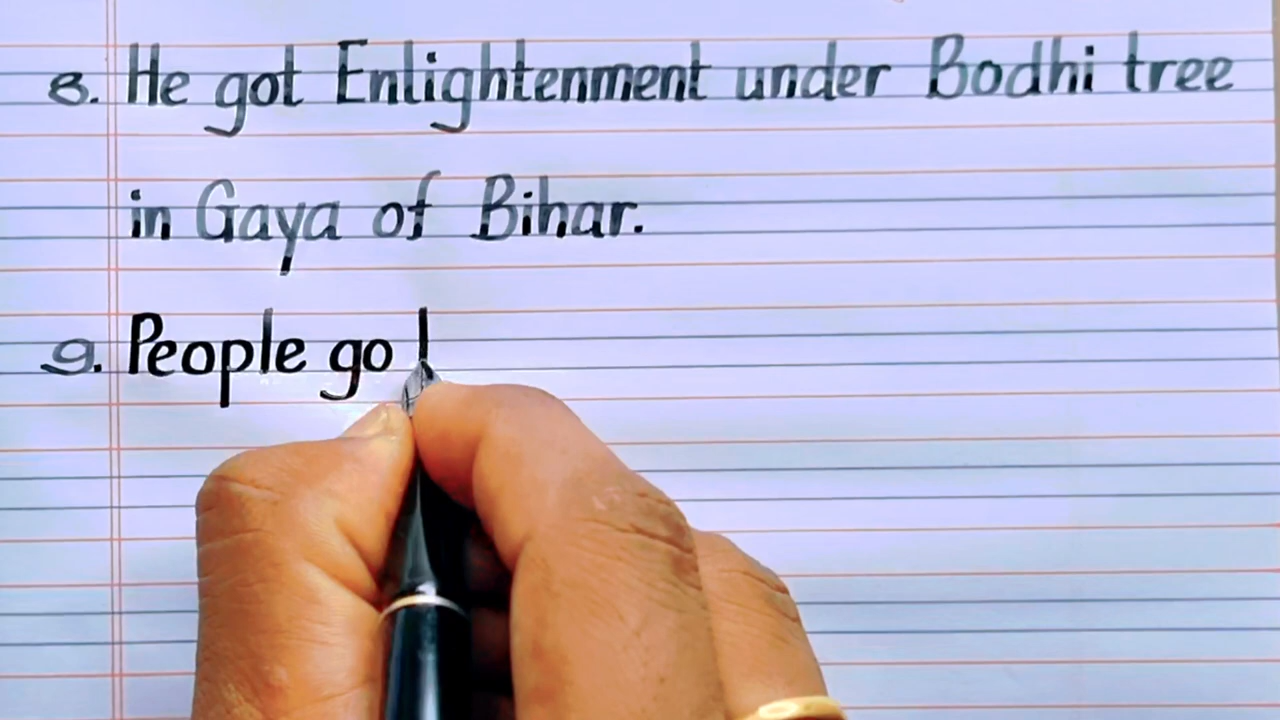 8. He got Enlightenment under Bodhi tree
in Gaya of Bihar.
9. People go